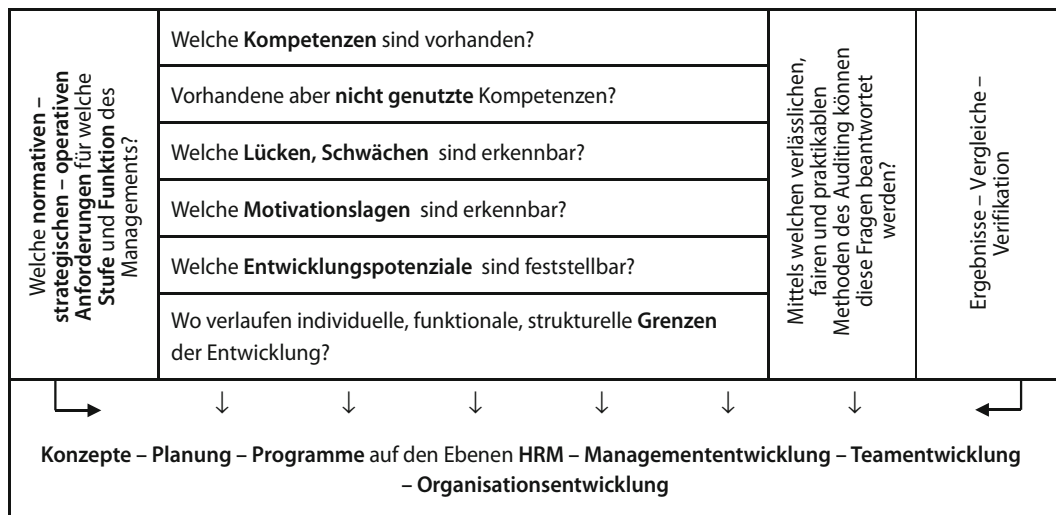 Welche normativen –
strategischen – operativen
Anforderungen für welche
Stufe und Funktion des
Managements?
Welche Kompetenzen sind vorhanden?
Vorhandene aber nicht genutzte Kompetenzen?
Welche Lücken, Schwächen sind erkennbar?
Welche Motivationslagen sind erkennbar?
Welche Entwicklungspotenziale sind feststellbar?
Wo verlaufen individuelle, funktionale, strukturelle Grenzen
der Entwicklung?
Mittels welchen verlässlichen,
fairen und praktikablen
Methoden des Auditing können
diese Fragen beantwortet
werden?
Ergebnisse – Vergleiche –
Verifikation
Konzepte – Planung – Programme auf den Ebenen HRM – Managemententwicklung – Teamentwicklung
– Organisationsentwicklung